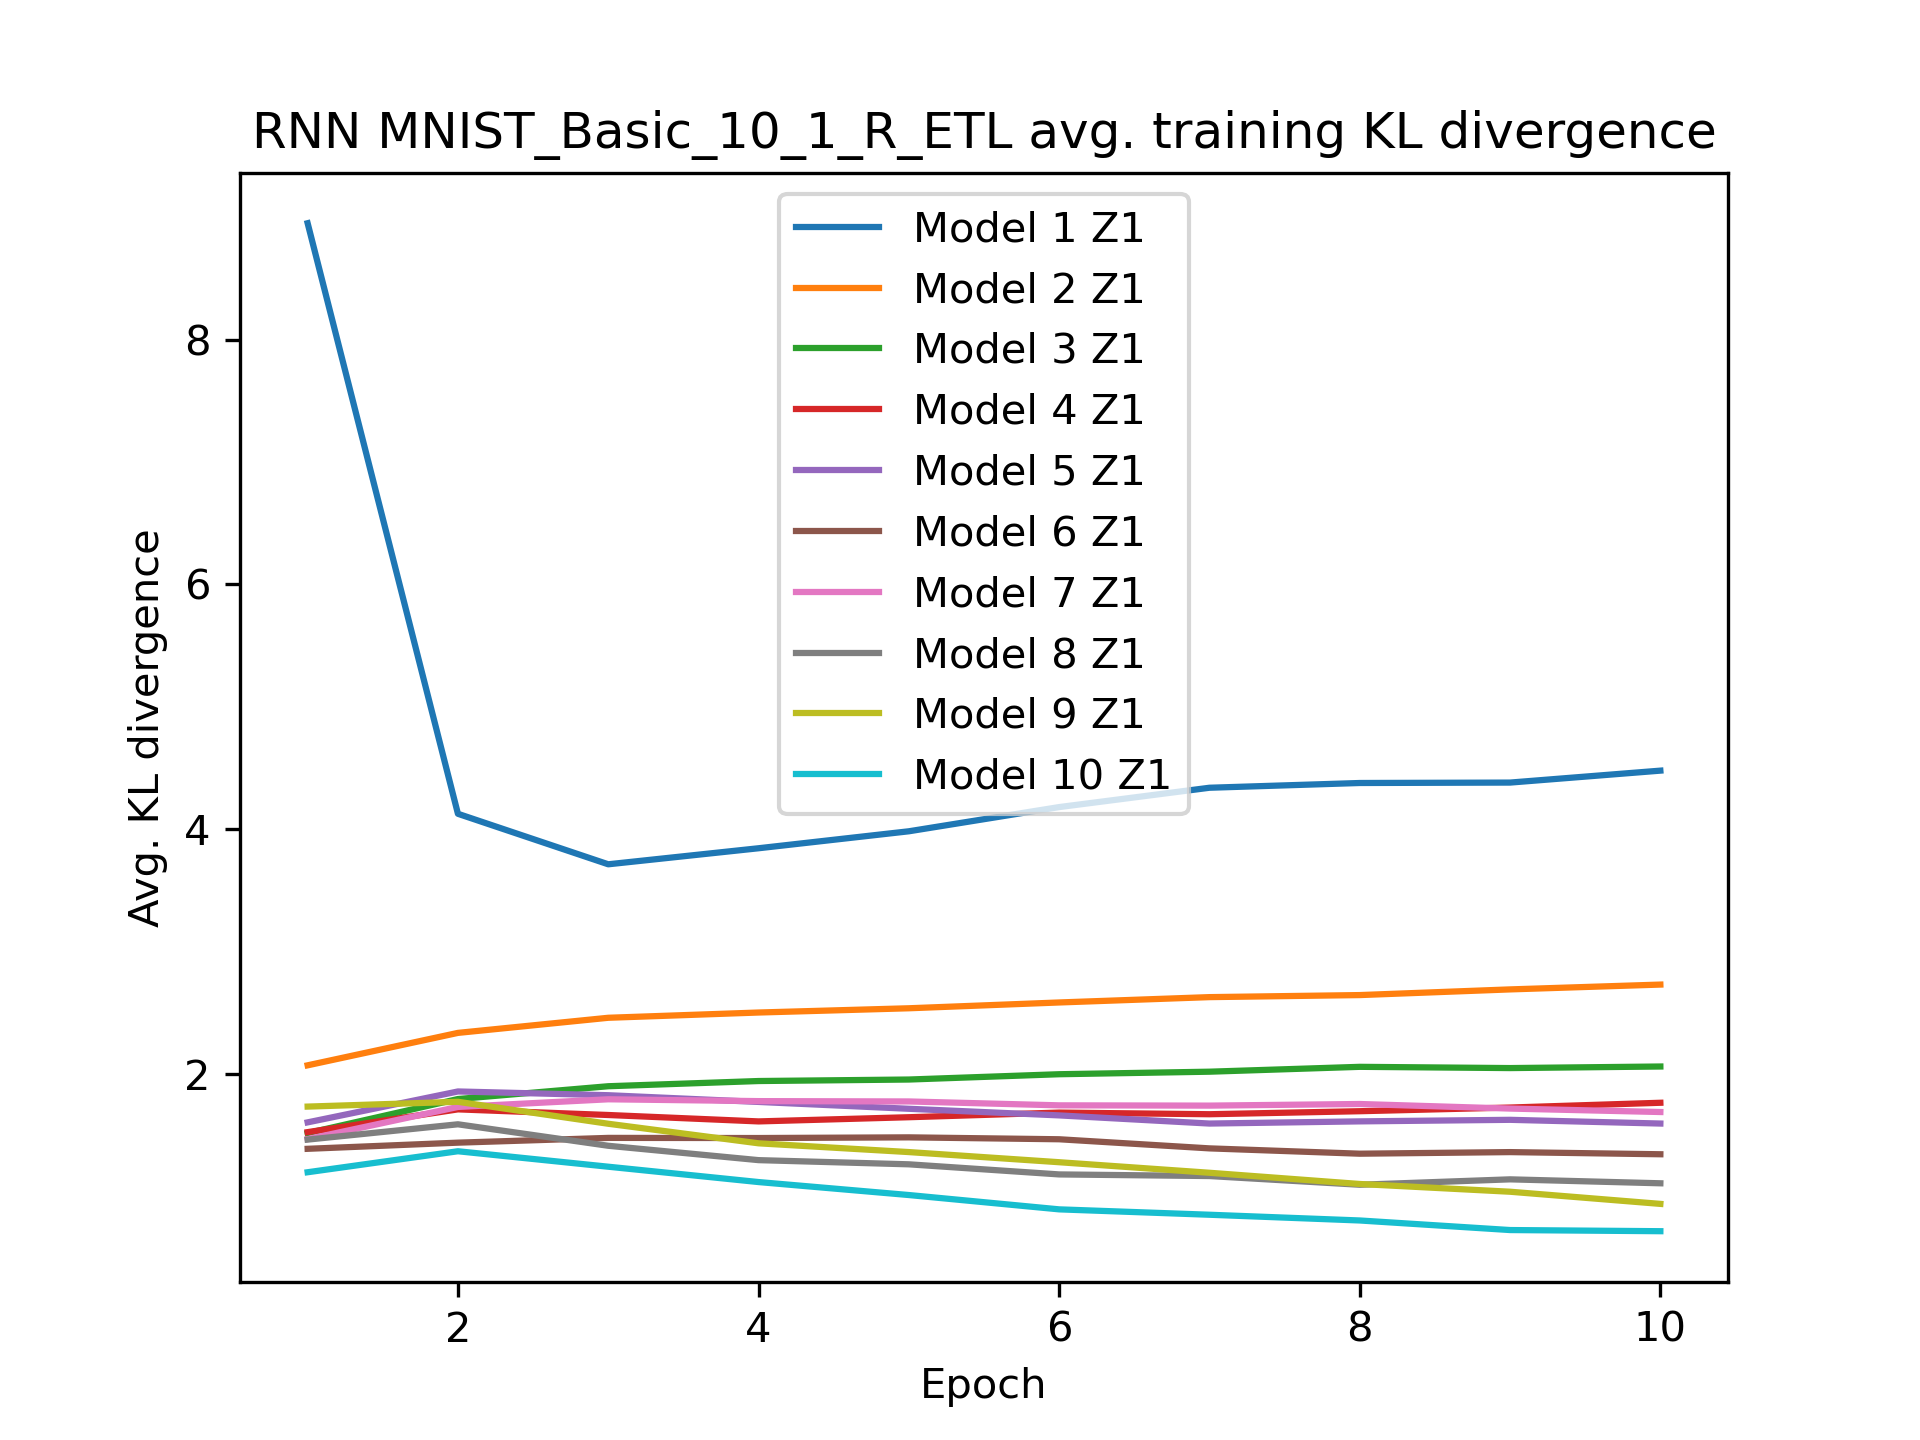 RNN MNIST_Basic_10_1_R_ETL avg. training KL divergence
Model 1 Z1
Model 2 Z1
Model 3 Z1
Model 4 Z1
Model 5 Z1
Model 6 Z1
Model 7 Z1
Model 8 Z1
Model 9 Z1
Model 10 Z1
Avg. KL divergence
8
6
4
2
2
4
6
8
10
Epoch